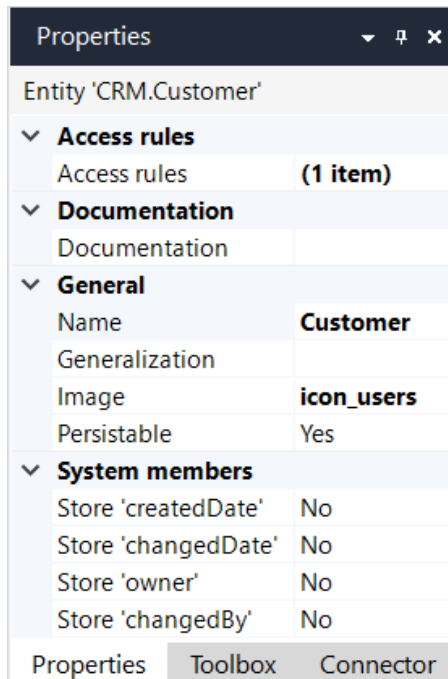 Properties
Entity 'CRM.Customer'
Access rules
Access rules (1 item)
Documentation
Documentation
General
Name Customer
Generalization
Image icon_users
Persistable Yes
System members
Store 'createdDate' No
Store 'changedDate' No
Store 'owner' No
Store 'changedBy' No
Properties Toolbox Connector